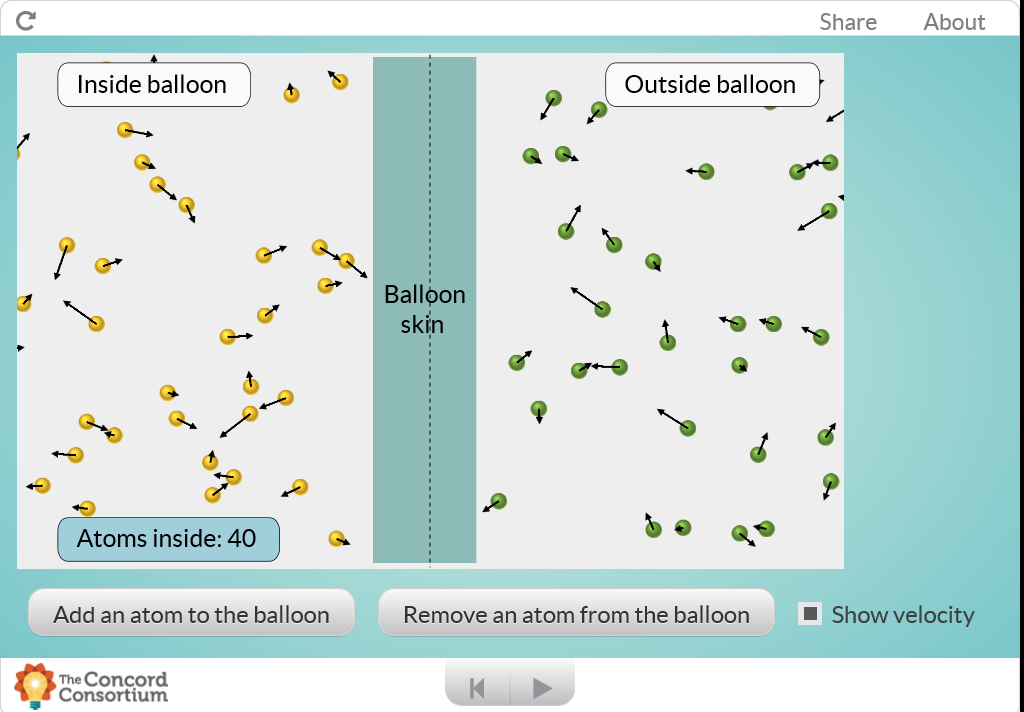 Share
About
Inside balloon
Outside balloon
Balloon
skin
Atoms inside: 40
Add an atom to the balloon
Remove an atom from the balloon
Show velocity
The Concord
Consortium